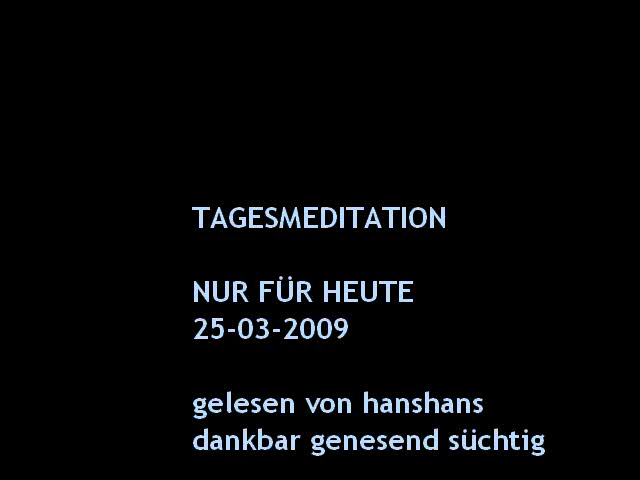 TAGESMEDITATION
NUR FÜR HEUTE
25-03-2009
gelesen von hanshans
dankbar genesend süchtig